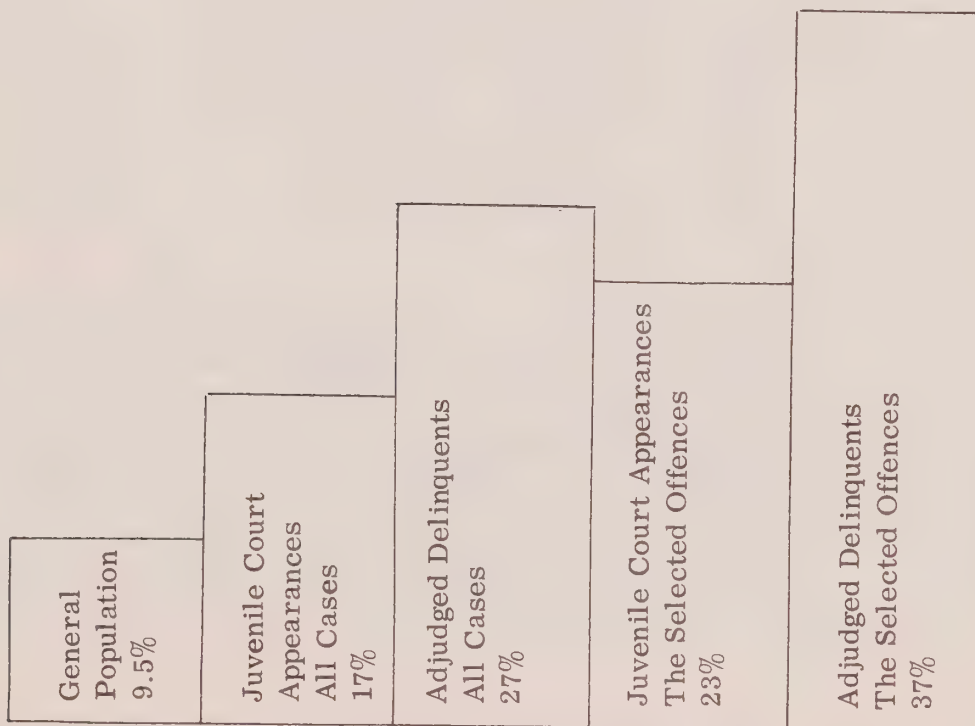 General
Population
9.5%
Juvenile Court
Appearances
All Cases
17%
Adjudged Delinquents
All Cases
27%
Juvenile Court Appearances
The Selected Offences
23%
Adjudged Delinquents
The Selected Offences
37%